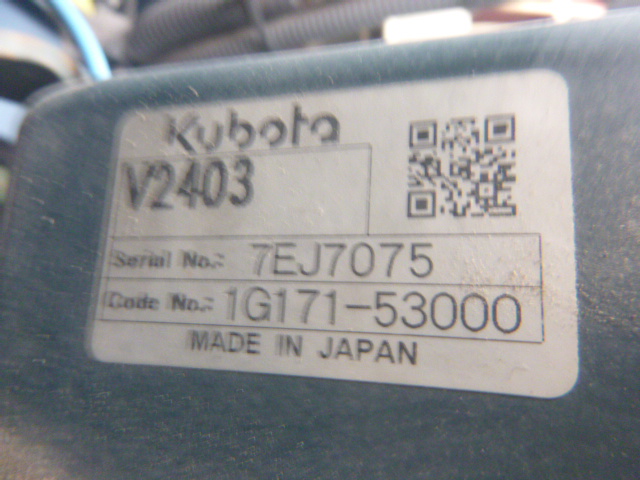 Kubota
V2403
Serial No.: 7EJ7075
Code No.: 1G171-53000
MADE IN JAPAN